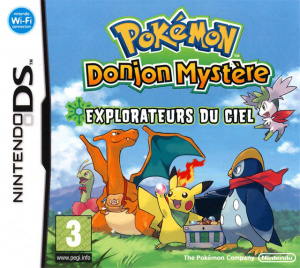 Nintendo
Wi-Fi
connection
NINTENDO DS™
POKÉMON
Donjon Mystère
EXPLORATEURS DU CIEL
3
www.pegi.info
The Pokémon Company
Nintendo